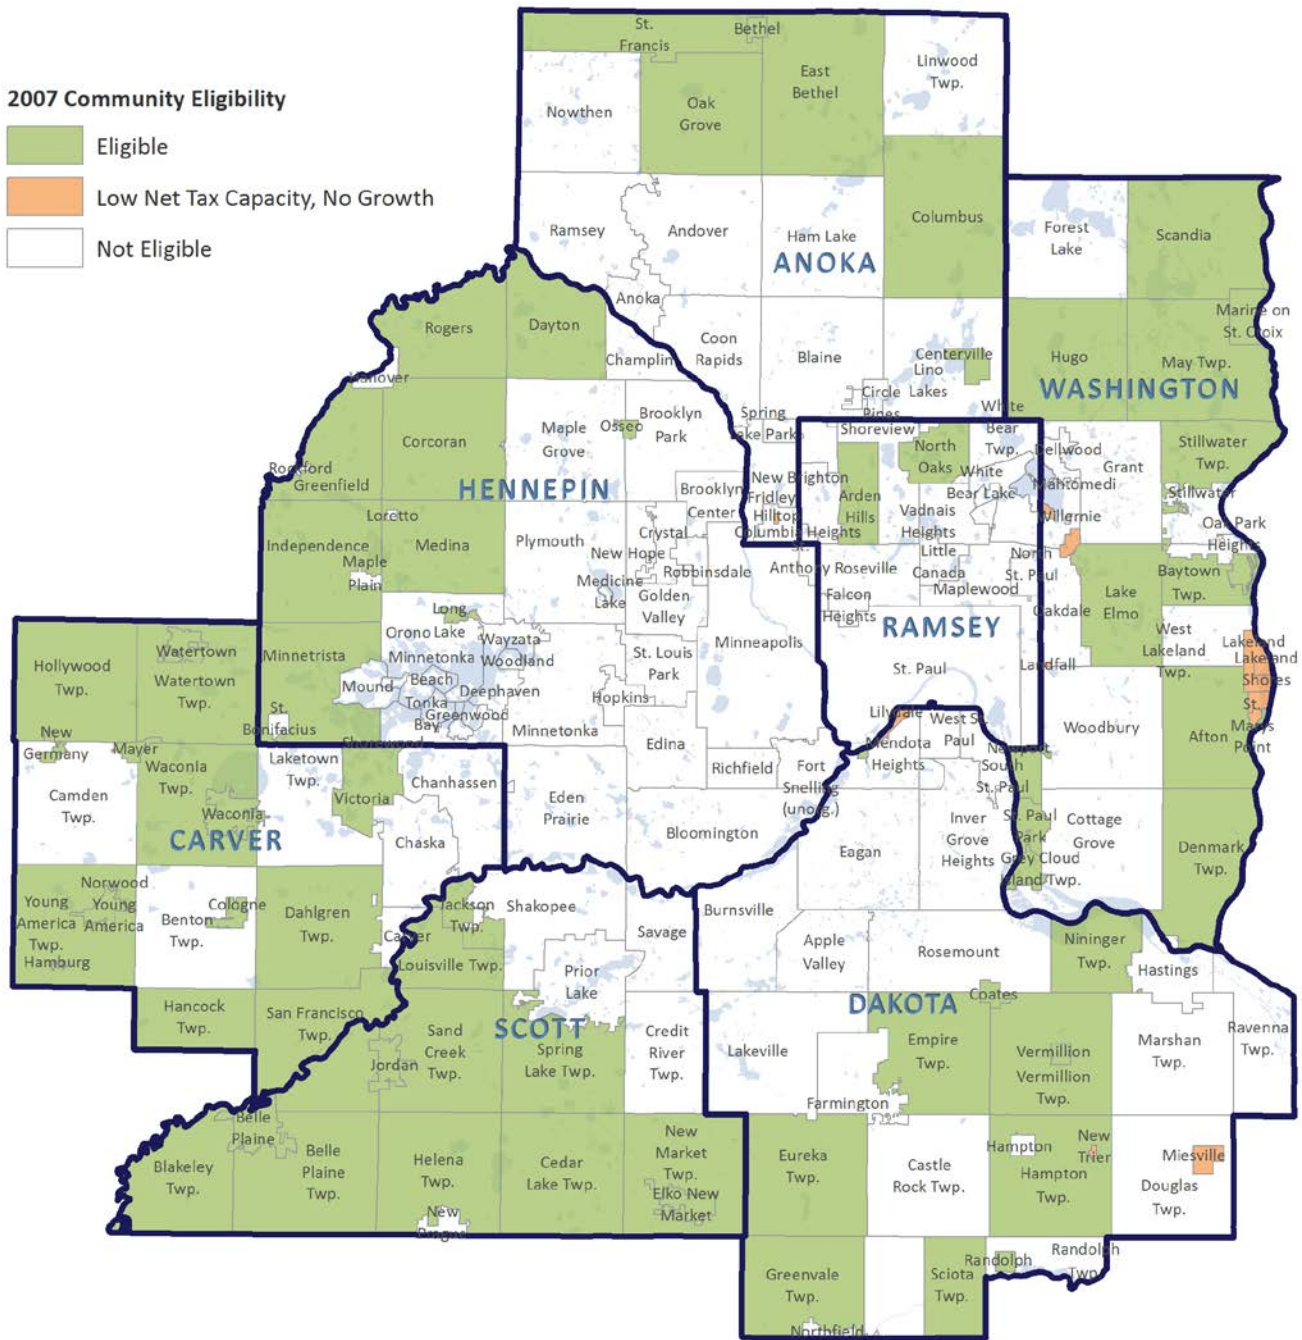 2007 Community Eligibility
Eligible
Low Net Tax Capacity, No Growth
Not Eligible
St.
Francis
Bethel
East
Bethel
Linwood
Twp.
Nowthen
Oak
Grove
Ramsey
Andover
Ham Lake
Columbus
ANOKA
Forest
Lake
Scandia
Anoka
Rogers
Dayton
Champlin
Coon
Rapids
Blaine
Centerville
Lino
Lakes
Circle
Pines
Hugo
May Twp.
Marine on
St. Croix
WASHINGTON
Hanover
Corcoran
Maple
Grove
Osseo
Brooklyn
Park
Spring
Lake Park
Shoreview
White
Bear
Twp.
North
Oaks
White
Bear Lake
Dellwood
Grant
Mahtomedi
Stillwater
Twp.
Stillwater
Rockford
Greenfield
HENNEPIN
Brooklyn
Center
New Brighton
Fridley
Hilltop
Columbia Heights
Arden
Hills
Vadnais
Heights
Willernie
Oak Park
Heights
Loretto
Independence
Medina
Plymouth
Crystal
New Hope
Robbinsdale
St.
Anthony
Roseville
Little
Canada
Maplewood
North
St. Paul
Maple
Plain
Medicine
Lake
Golden
Valley
Falcon
Heights
Oakdale
Lake
Elmo
Baytown
Twp.
West
Lakeland
Twp.
Lakeland
Lakeland
Shores
St.
Marys
Point
Long
Lake
Orono
Wayzata
Woodland
Minnetonka
Beach
Mound
Tonka
Bay
Deephaven
Greenwood
Minnetrista
St. Louis
Park
Minneapolis
RAMSEY
St. Paul
Landfall
Hollywood
Twp.
Watertown
Watertown
Twp.
St.
Bonifacius
Shorewood
Hopkins
Minnetonka
Edina
Richfield
Fort
Snelling
(unorg.)
Lilydale
Mendota
Heights
West St.
Paul
Newport
South
St. Paul
Woodbury
Afton
New
Germany
Mayer
Waconia
Twp.
Laketown
Twp.
Chanhassen
Camden
Twp.
Waconia
Victoria
Eden
Prairie
Bloomington
CARVER
Chaska
Eagan
Inver
Grove
Heights
St. Paul
Park
Grey Cloud
Island Twp.
Cottage
Grove
Denmark
Twp.
Young
America
Twp.
Norwood
Young
America
Hamburg
Benton
Twp.
Cologne
Dahlgren
Twp.
Carver
Jackson
Twp.
Shakopee
Louisville Twp.
Savage
Burnsville
Apple
Valley
Rosemount
Nininger
Twp.
Hastings
Hancock
Twp.
San Francisco
Twp.
Prior
Lake
SCOTT
Sand
Creek
Twp.
Jordan
Spring
Lake Twp.
Credit
River
Twp.
Lakeville
DAKOTA
Coates
Empire
Twp.
Vermillion
Vermillion
Twp.
Marshan
Twp.
Ravenna
Twp.
Farmington
Belle
Plaine
Blakeley
Twp.
Belle
Plaine
Twp.
Helena
Twp.
Cedar
Lake Twp.
New
Market
Twp.
Elko New
Market
New
Prague
Eureka
Twp.
Castle
Rock Twp.
Hampton
New
Trier
Hampton
Twp.
Miesville
Douglas
Twp.
Greenvale
Twp.
Sciota
Twp.
Randolph
Randolph
Twp.
Northfield